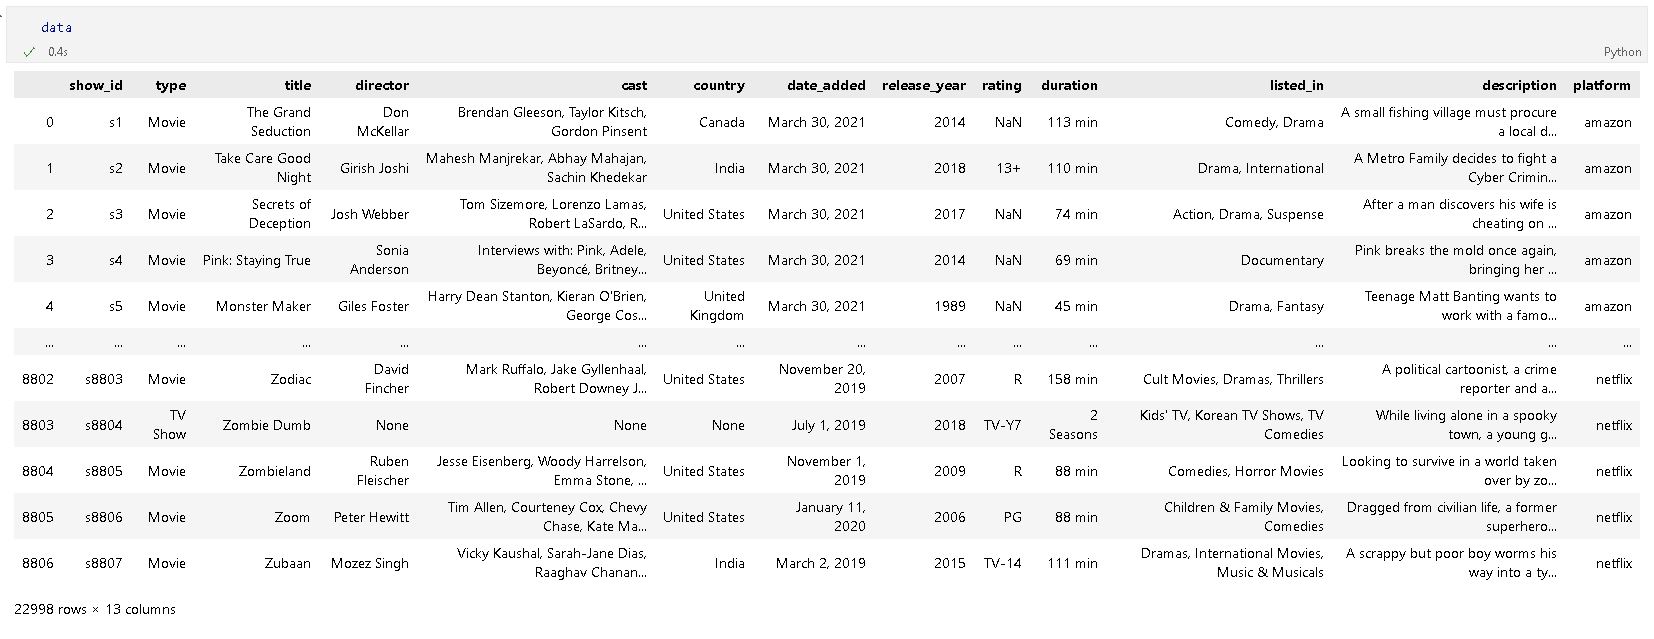 data
0.4s
Python
show_id type title director cast country date_added release_year rating duration listed_in description platform
0 s1 Movie The Grand Seduction Don McKellar Brendan Gleeson, Taylor Kitsch, Gordon Pinsent Canada March 30, 2021 2014 NaN 113 min Comedy, Drama A small fishing village must procure a local d... amazon
1 s2 Movie Take Care Good Night Girish Joshi Mahesh Manjrekar, Abhay Mahajan, Sachin Khedekar India March 30, 2021 2018 13+ 110 min Drama, International A Metro Family decides to fight a Cyber Crimin... amazon
2 s3 Movie Secrets of Deception Josh Webber Tom Sizemore, Lorenzo Lamas, Robert LaSardo, R... United States March 30, 2021 2017 NaN 74 min Action, Drama, Suspense After a man discovers his wife is cheating on ... amazon
3 s4 Movie Pink: Staying True Sonia Anderson Interviews with: Pink, Adele, Beyoncé, Britney... United States March 30, 2021 2014 NaN 69 min Documentary Pink breaks the mold once again, bringing her ... amazon
4 s5 Movie Monster Maker Giles Foster Harry Dean Stanton, Kieran O'Brien, George Cos... United Kingdom March 30, 2021 1989 NaN 45 min Drama, Fantasy Teenage Matt Banting wants to work with a famo... amazon
... ... ... ... ... ... ... ... ... ... ... ... ... ...
8802 s8803 Movie Zodiac David Fincher Mark Ruffalo, Jake Gyllenhaal, Robert Downey J... United States November 20, 2019 2007 R 158 min Cult Movies, Dramas, Thrillers A political cartoonist, a crime reporter and a... netflix
8803 s8804 TV Show Zombie Dumb None None None July 1, 2019 2018 TV-Y7 2 Seasons Kids' TV, Korean TV Shows, TV Comedies While living alone in a spooky town, a young g... netflix
8804 s8805 Movie Zombieland Ruben Fleischer Jesse Eisenberg, Woody Harrelson, Emma Stone, ... United States November 1, 2019 2009 R 88 min Comedies, Horror Movies Looking to survive in a world taken over by zo... netflix
8805 s8806 Movie Zoom Peter Hewitt Tim Allen, Courteney Cox, Chevy Chase, Kate Ma... United States January 11, 2020 2006 PG 88 min Children & Family Movies, Comedies Dragged from civilian life, a former superhero... netflix
8806 s8807 Movie Zubaan Mozez Singh Vicky Kaushal, Sarah-Jane Dias, Raaghav Chanan... India March 2, 2019 2015 TV-14 111 min Dramas, International Movies, Music & Musicals A scrappy but poor boy worms his way into a ty... netflix
22998 rows × 13 columns